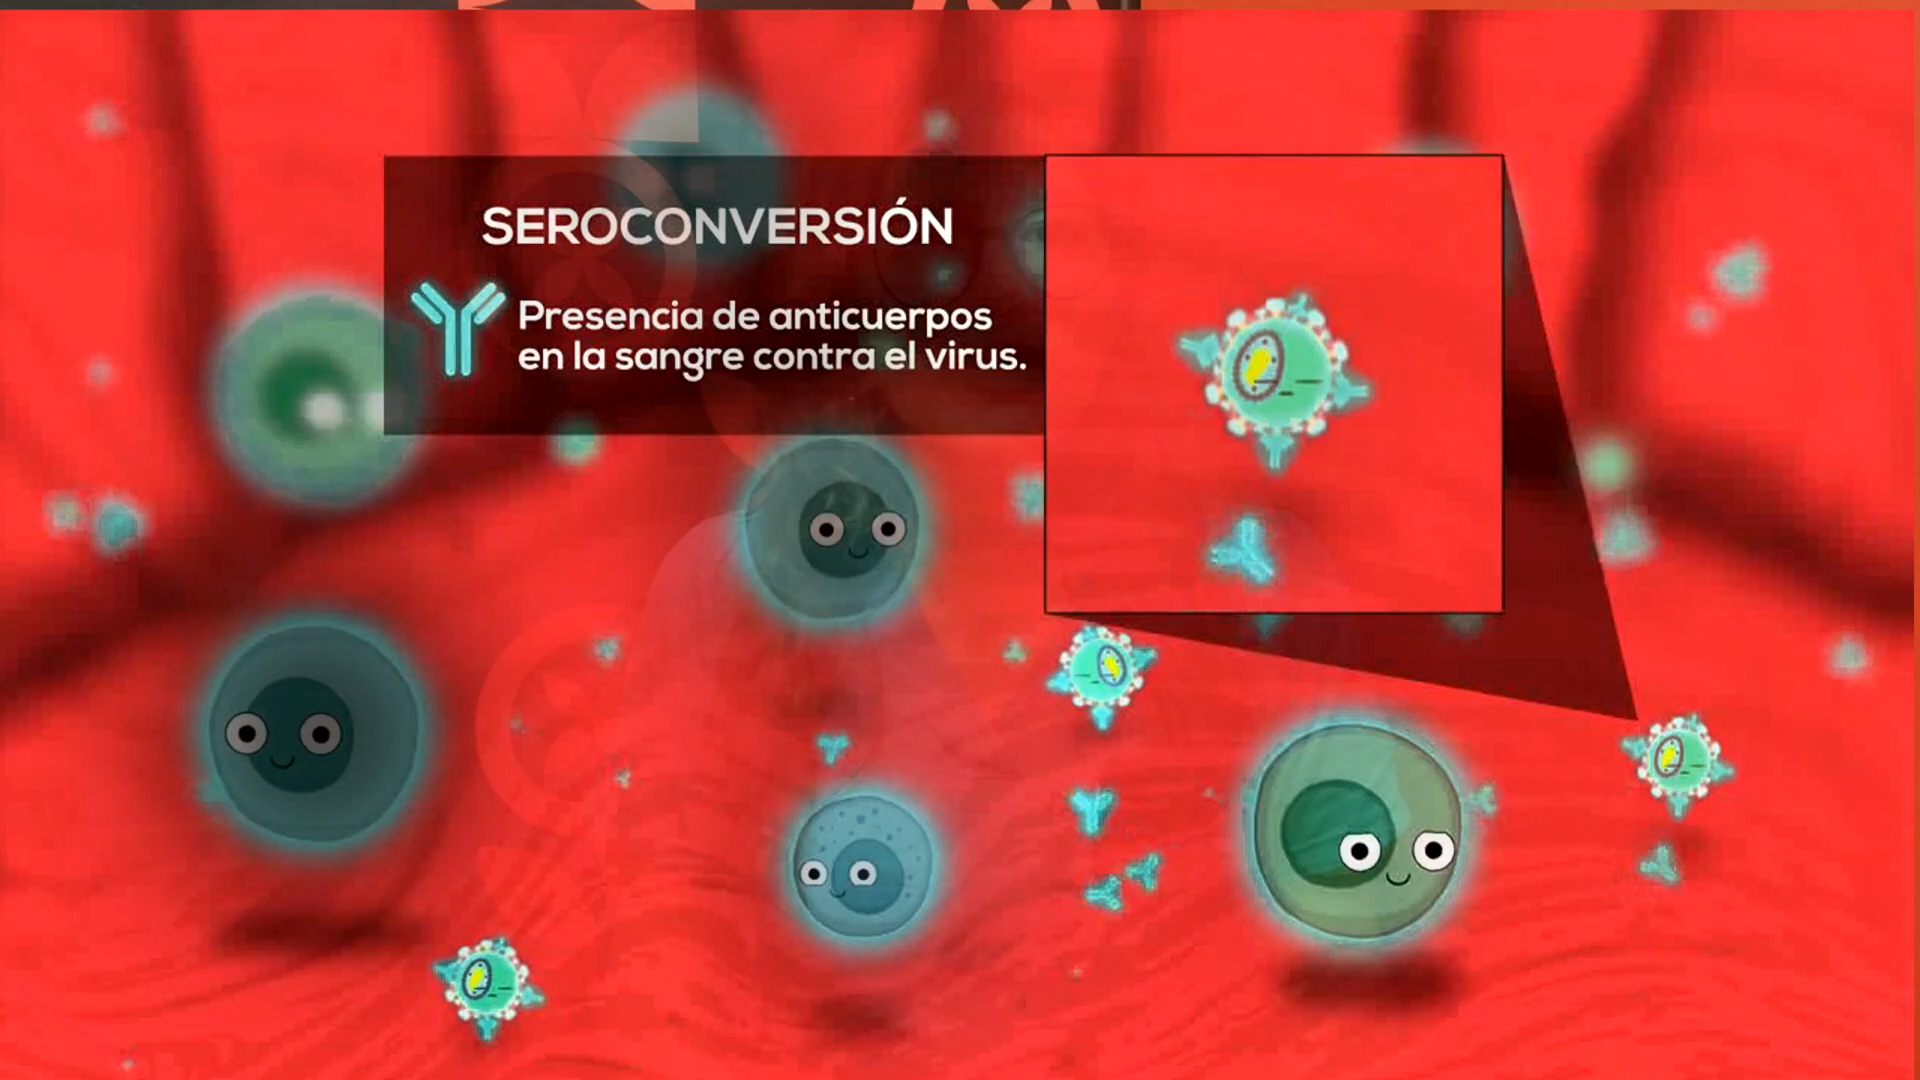 SEROCONVERSIÓN
Presencia de anticuerpos
en la sangre contra el virus.